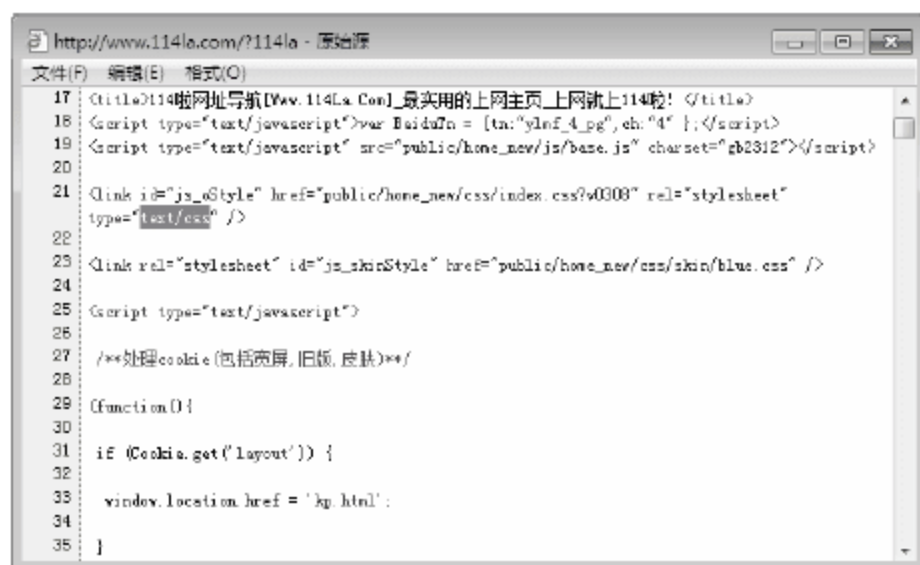 http://www.114la.com/?114la - 原始源
文件(F) 编辑(E) 格式(O)
17 <title>114啦网址导航[Www.114La.Com]_最实用的上网主页_上网就上114啦! </title>
18 <script type="text/javascript">var BaiduTn = {tn:"ylmf_4_pg",ch:"4" };</script>
19 <script type="text/javascript" src="public/home_new/js/base.js" charset="gb2312"></script>
20
21 <link id="js_oStyle" href="public/home_new/css/index.css?v0308" rel="stylesheet"
type="text/css" />
22
23 <link rel="stylesheet" id="js_skinStyle" href="public/home_new/css/skin/blue.css" />
24
25 <script type="text/javascript">
26
27 /**处理cookie(包括宽屏,旧版,皮肤)**/
28
29 (function(){
30
31 if (Cookie.get('layout')) {
32
33 window.location.href = 'kp.html';
34
35 }